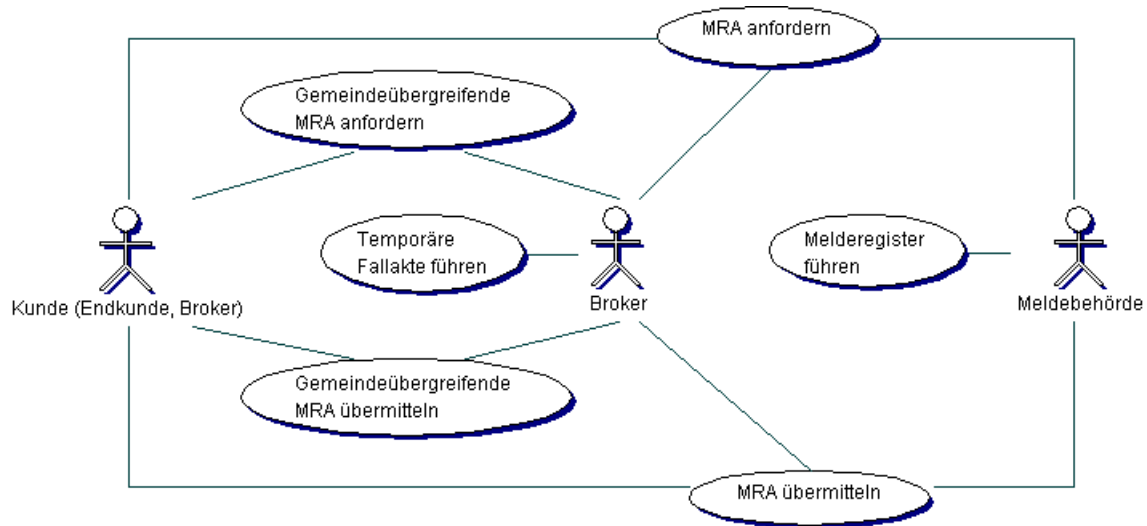 MRA anfordern
Gemeindeübergreifende
MRA anfordern
Temporäre
Fallakte führen
Melderegister
führen
Kunde (Endkunde, Broker)
Broker
Meldebehörde
Gemeindeübergreifende
MRA übermitteln
MRA übermitteln